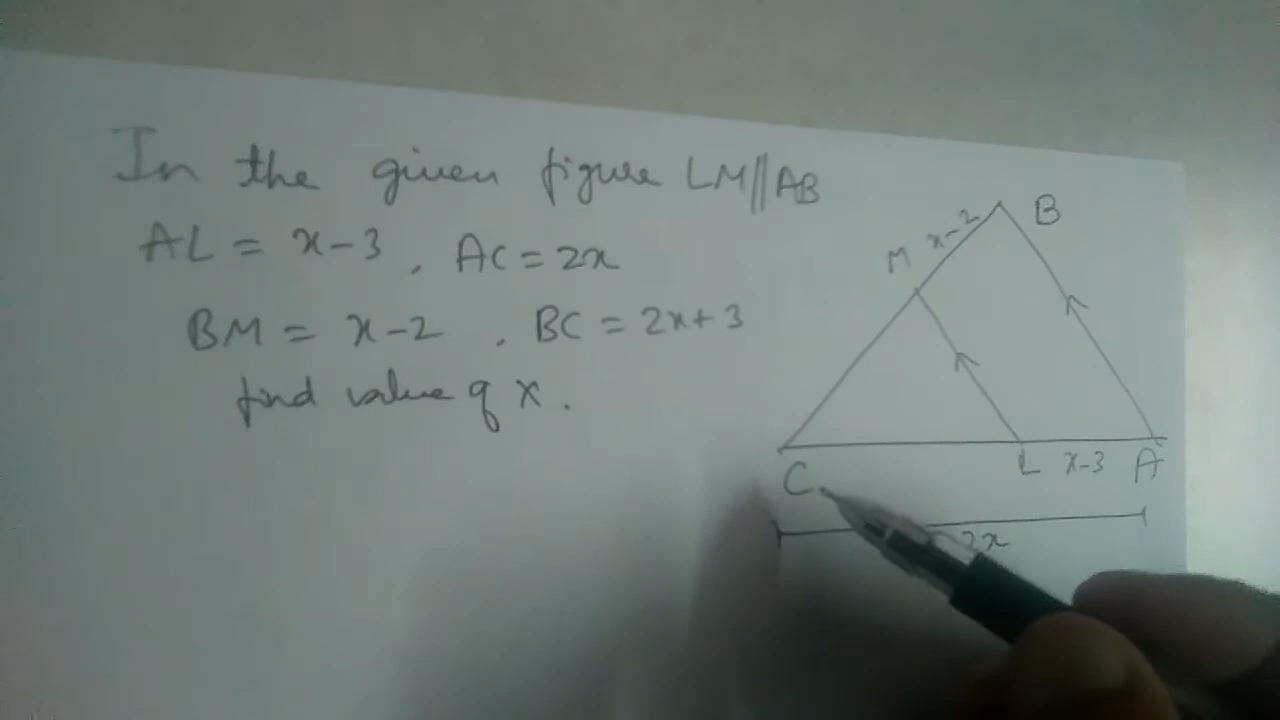 In the given figure LM||AB
AL = x-3, AC = 2x
BM = x-2, BC = 2x+3
find value of x.
B
x-2
M
C
L
x-3
A
2x